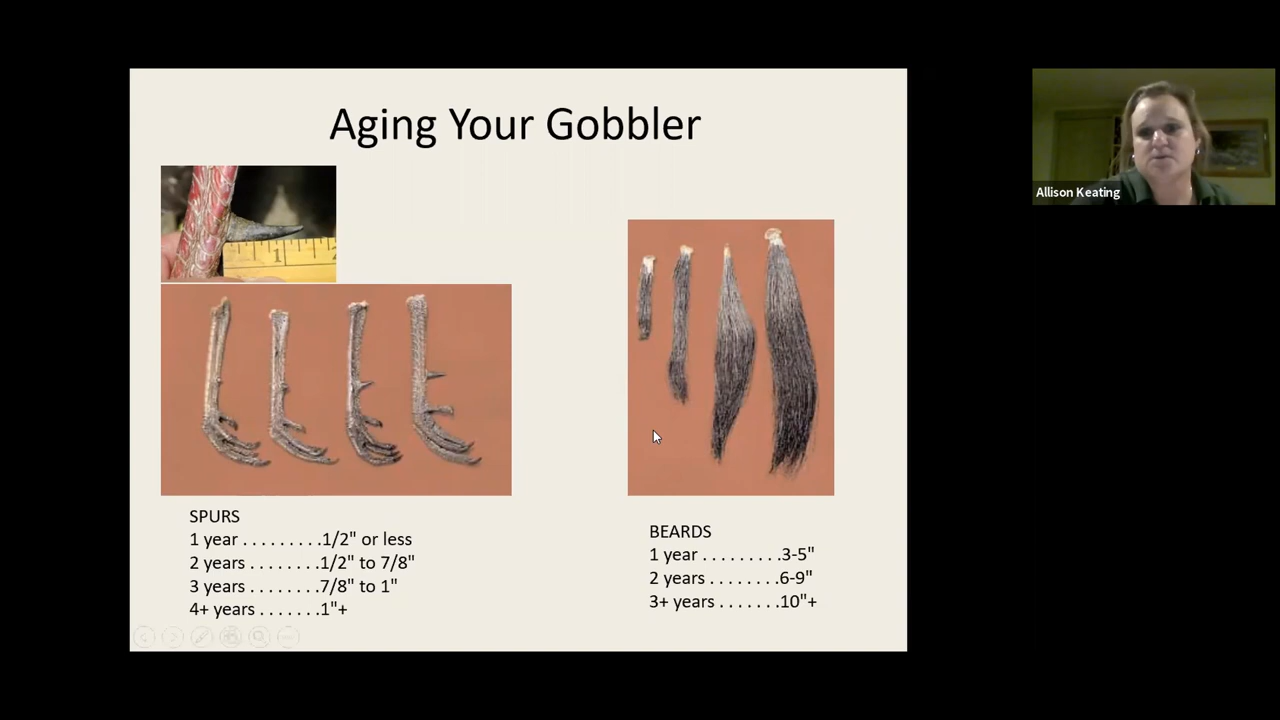 Aging Your Gobbler
Allison Keating
1
SPURS
1 year . . . . . . . . .1/2" or less
2 years . . . . . . . .1/2" to 7/8"
3 years . . . . . . . .7/8" to 1"
4+ years . . . . . . .1"+
BEARDS
1 year . . . . . . . . .3-5"
2 years . . . . . . . .6-9"
3+ years . . . . . . .10"+